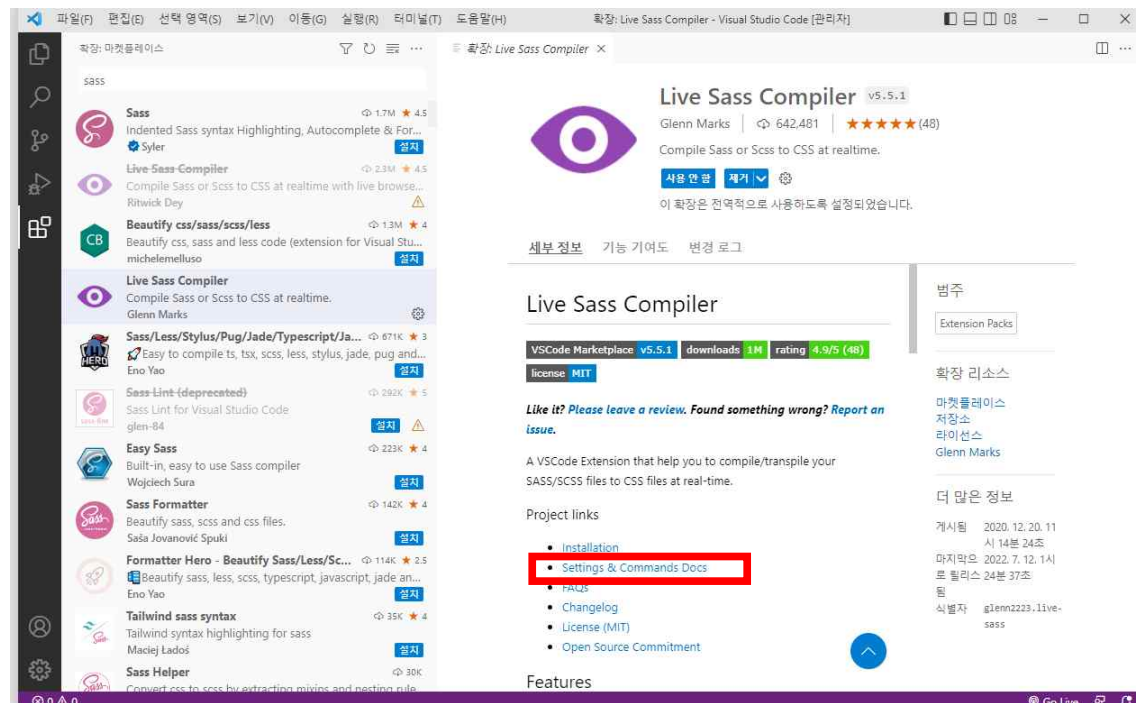 파일(F) 편집(E) 선택 영역(S) 보기(V) 이동(G) 실행(R) 터미널(T) 도움말(H) 확장: Live Sass Compiler - Visual Studio Code [관리자]
확장: 마켓플레이스
확장: Live Sass Compiler
sass
Sass 1.7M 4.5
Indented Sass syntax Highlighting, Autocomplete & For...
Syler 설치
Live Sass Compiler 2.3M 4.5
Compile Sass or Scss to CSS at realtime with live browse...
Ritwick Dey
CB
Beautify css/sass/scss/less 1.3M 4
Beautify css, sass and less code (extension for Visual Stu...
michelemelluso 설치
Live Sass Compiler
Compile Sass or Scss to CSS at realtime.
Glenn Marks
HERO
Sass/Less/Stylus/Pug/Jade/Typescript/Ja... 671K 3
Easy to compile ts, tsx, scss, less, stylus, jade, pug and...
Eno Yao 설치
Sass Lint (deprecated) 292K 5
Sass Lint for Visual Studio Code
glen-84 설치
Easy Sass 223K 4
Built-in, easy to use Sass compiler
Wojciech Sura 설치
Sass
Sass Formatter 142K 4
Beautify sass, scss and css files.
Saša Jovanović Spuki 설치
Formatter Hero - Beautify Sass/Less/Sc... 114K 2.5
Beautify sass, less, scss, typescript, javascript, jade an...
Eno Yao 설치
Tailwind sass syntax 35K 4
Tailwind syntax highlighting for sass
Maciej Ładoś 설치
Sass Helper 30K
Convert css to scss by extracting mixins and nesting rule
Live Sass Compiler v5.5.1
Glenn Marks 642,481 (48)
Compile Sass or Scss to CSS at realtime.
사용 안 함 제거
이 확장은 전역적으로 사용하도록 설정되었습니다.
세부 정보 기능 기여도 변경 로그
Live Sass Compiler
VSCode Marketplace v5.5.1 downloads 1M rating 4.9/5 (48)
license MIT
Like it? Please leave a review. Found something wrong? Report an
issue.
A VSCode Extension that help you to compile/transpile your
SASS/SCSS files to CSS files at real-time.
Project links
Installation
Settings & Commands Docs
FAQs
Changelog
License (MIT)
Open Source Commitment
Features
범주
Extension Packs
확장 리소스
마켓플레이스
저장소
라이선스
Glenn Marks
더 많은 정보
게시됨 2020. 12. 20. 11
시 14분 24초
마지막으 2022. 7. 12. 1시
로 릴리스 24분 37초
됨
식별자 glenn2223.live-
sass
0 0 Go Live